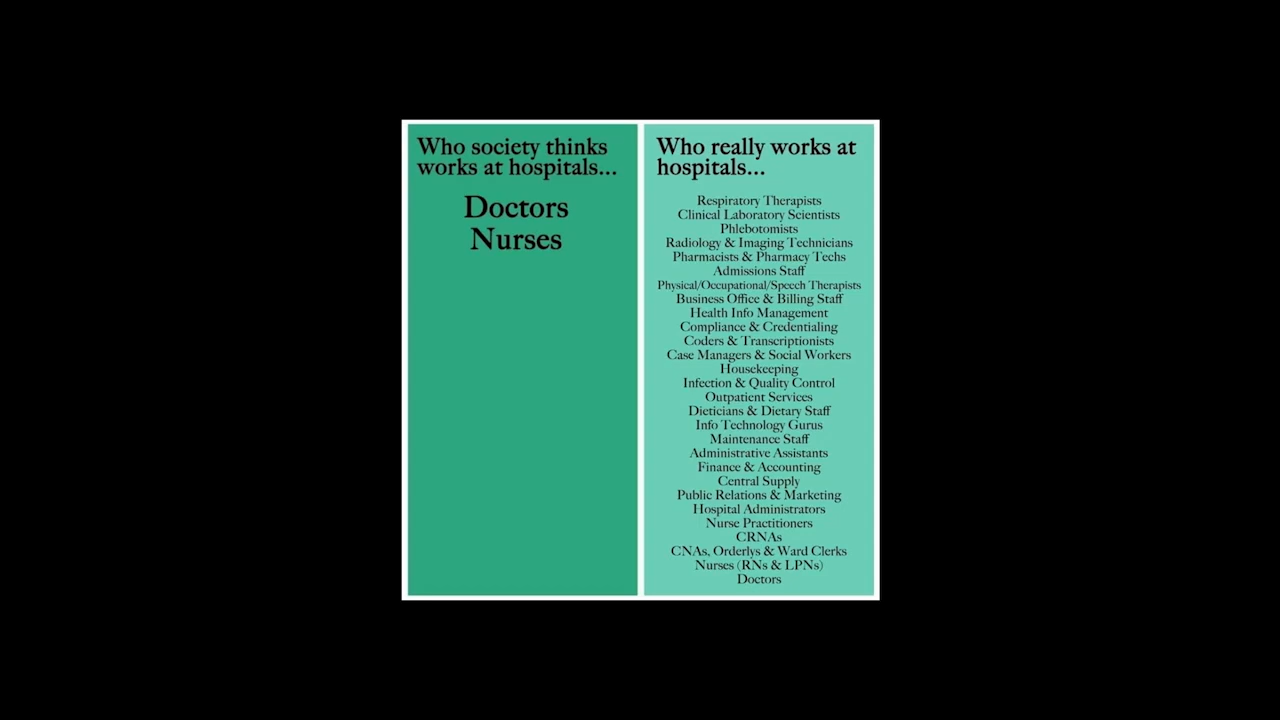 Who society thinks
works at hospitals...
Doctors
Nurses
Who really works at
hospitals...
Respiratory Therapists
Clinical Laboratory Scientists
Phlebotomists
Radiology & Imaging Technicians
Pharmacists & Pharmacy Techs
Admissions Staff
Physical/Occupational/Speech Therapists
Business Office & Billing Staff
Health Info Management
Compliance & Credentialing
Coders & Transcriptionists
Case Managers & Social Workers
Housekeeping
Infection & Quality Control
Outpatient Services
Dieticians & Dietary Staff
Info Technology Gurus
Maintenance Staff
Administrative Assistants
Finance & Accounting
Central Supply
Public Relations & Marketing
Hospital Administrators
Nurse Practitioners
CRNAs
CNAs, Orderlys & Ward Clerks
Nurses (RNs & LPNs)
Doctors